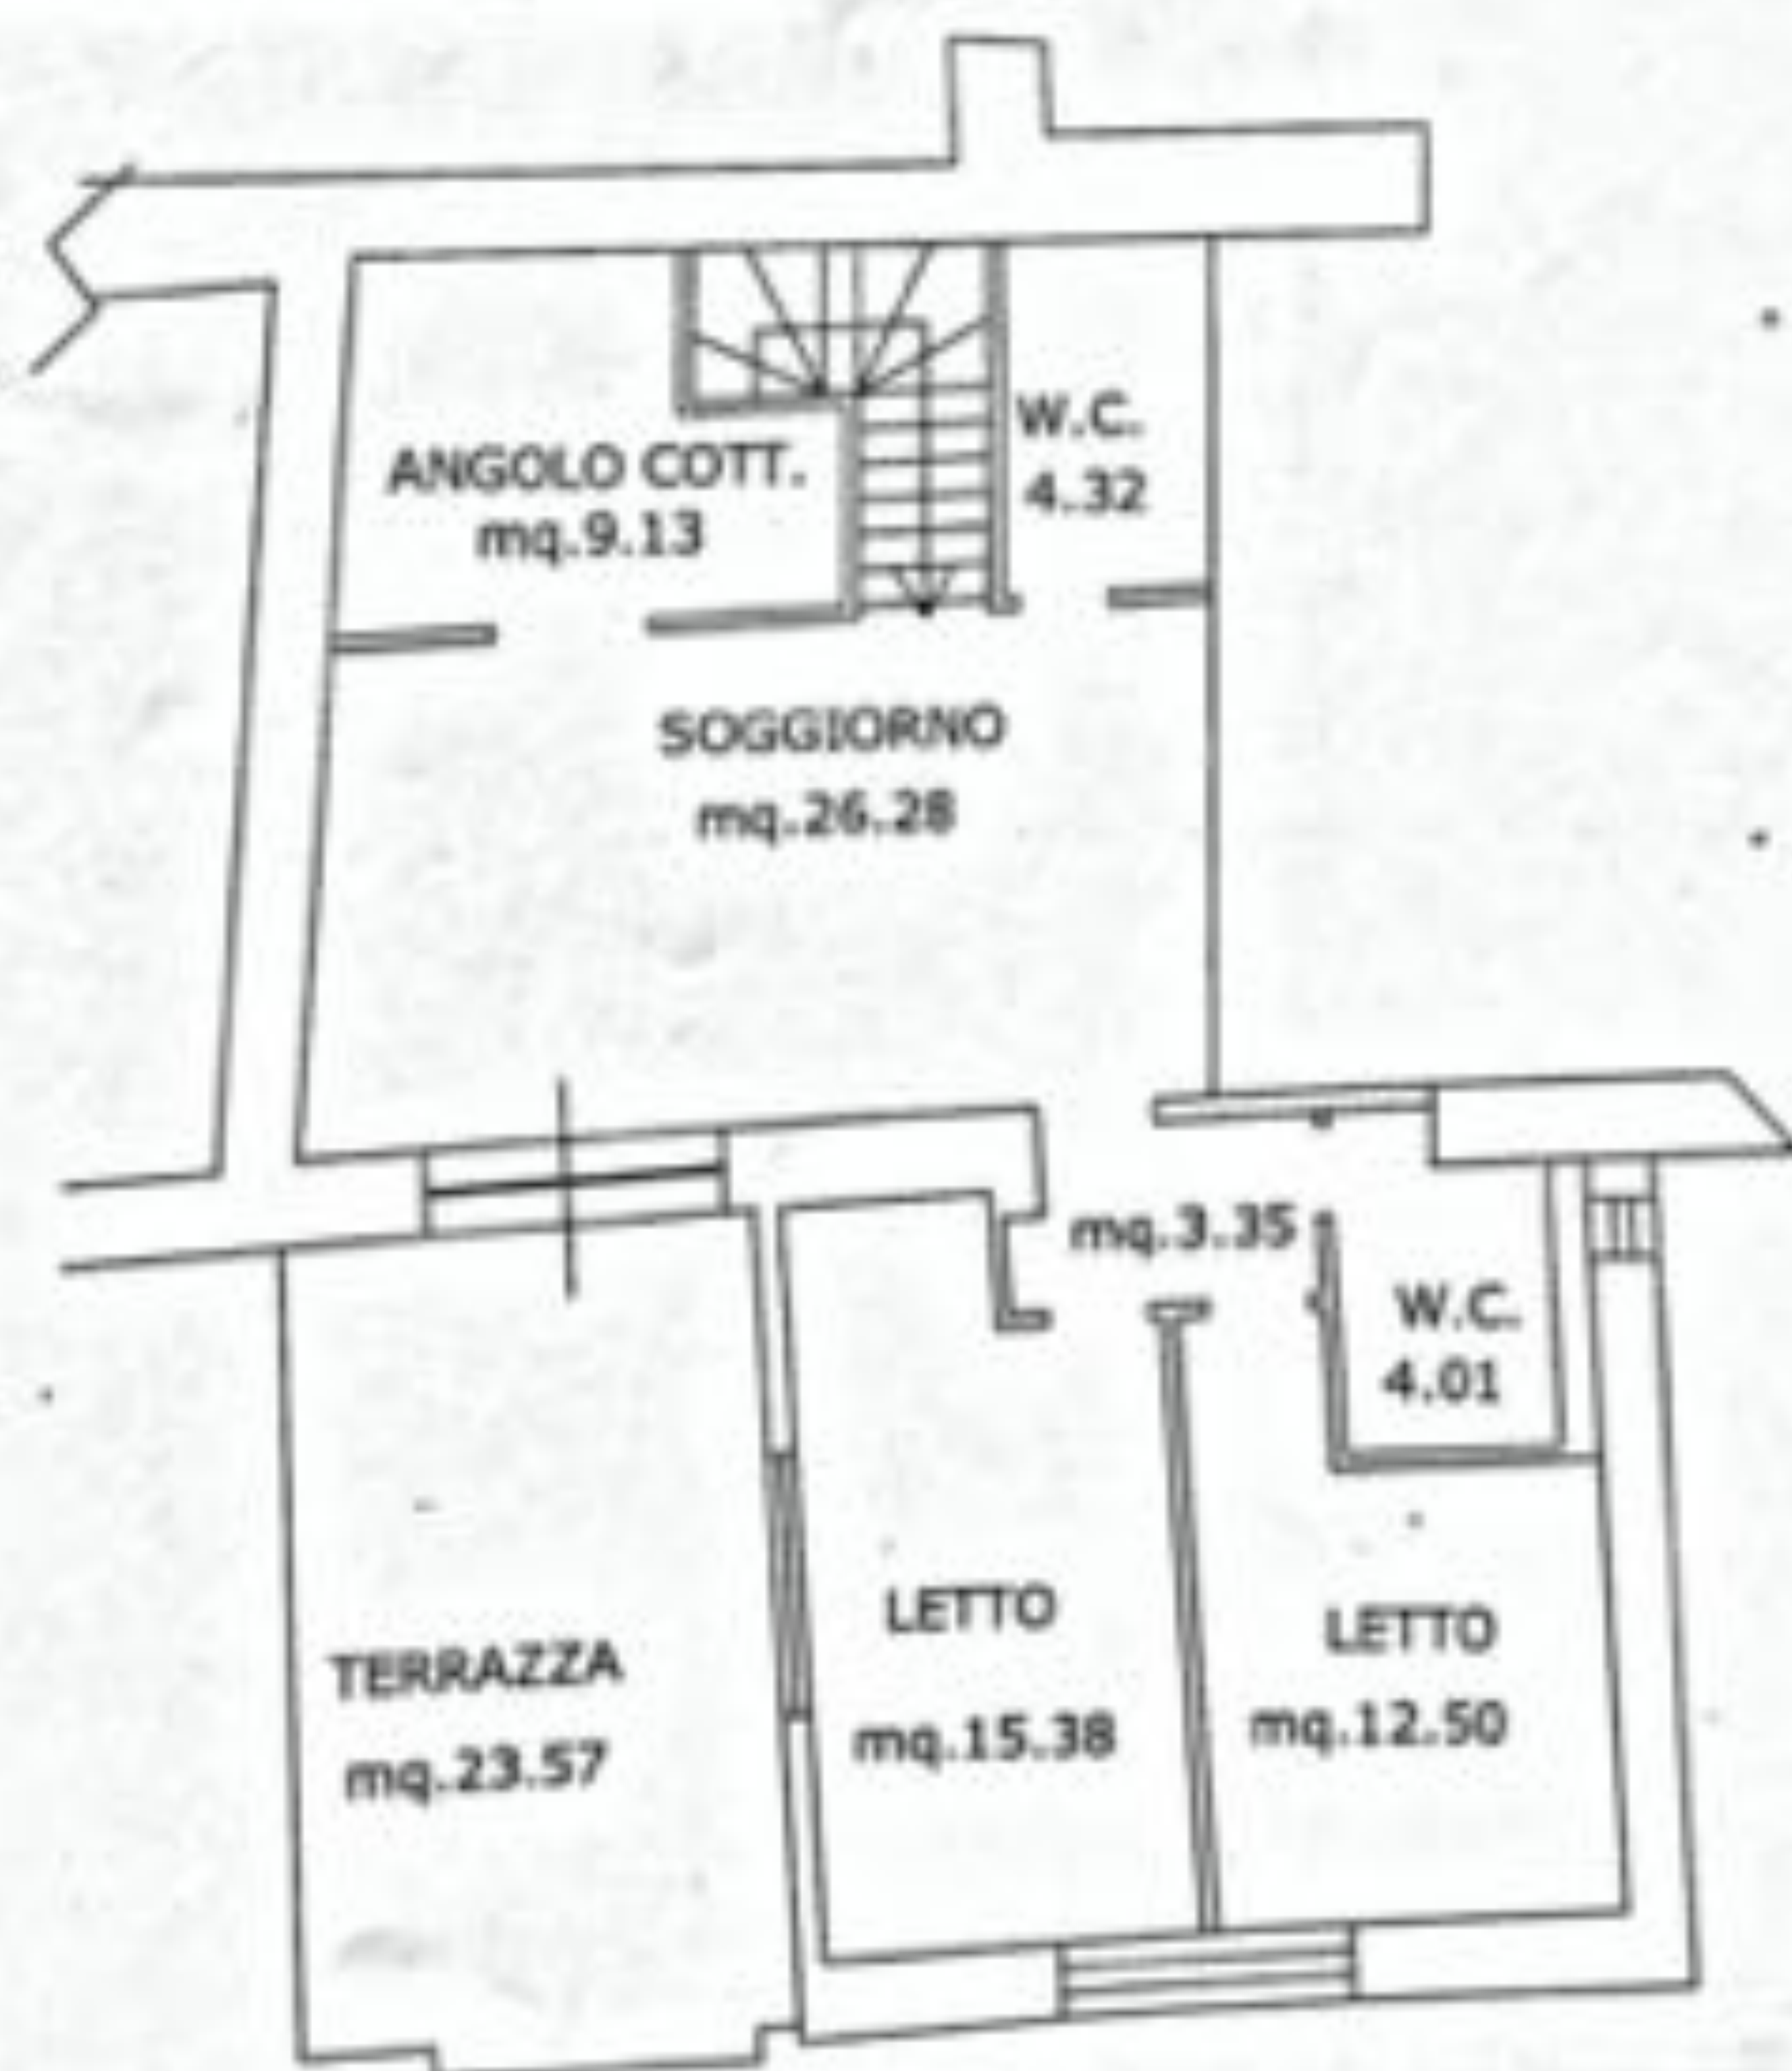 W.C.
4.32
ANGOLO COTT.
mq.9.13
SOGGIORNO
mq.26.28
mq.3.35
W.C.
4.01
LETTO
mq.15.38
LETTO
mq.12.50
TERRAZZA
mq.23.57